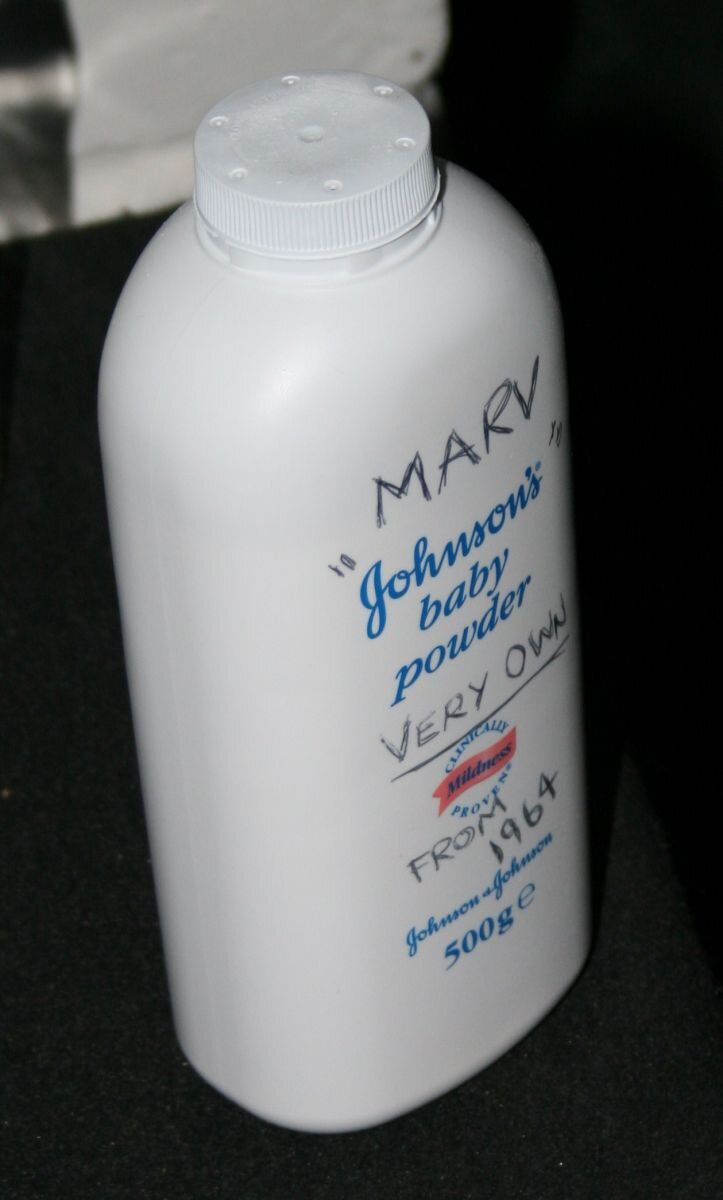 MARV
"Johnson's®"
baby
powder
VERY OWN
CLINICALLY
Mildness
PROVEN
FROM
1964
Johnson & Johnson
500g ℮